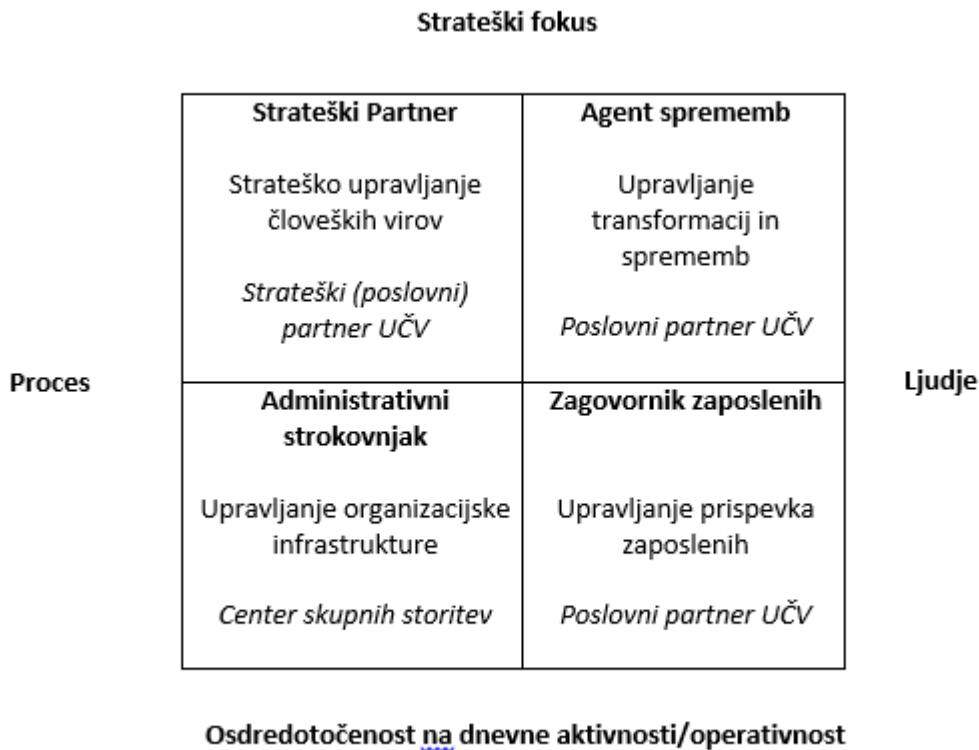 Strateški fokus
Strateški Partner
Strateško upravljanje
človeških virov
Strateški (poslovni)
partner UČV
Agent sprememb
Upravljanje
transformacij in
sprememb
Poslovni partner UČV
Proces
Ljudje
Administrativni
strokovnjak
Upravljanje organizacijske
infrastrukture
Center skupnih storitev
Zagovornik zaposlenih
Upravljanje prispevka
zaposlenih
Poslovni partner UČV
Osdredotočenost na dnevne aktivnosti/operativnost